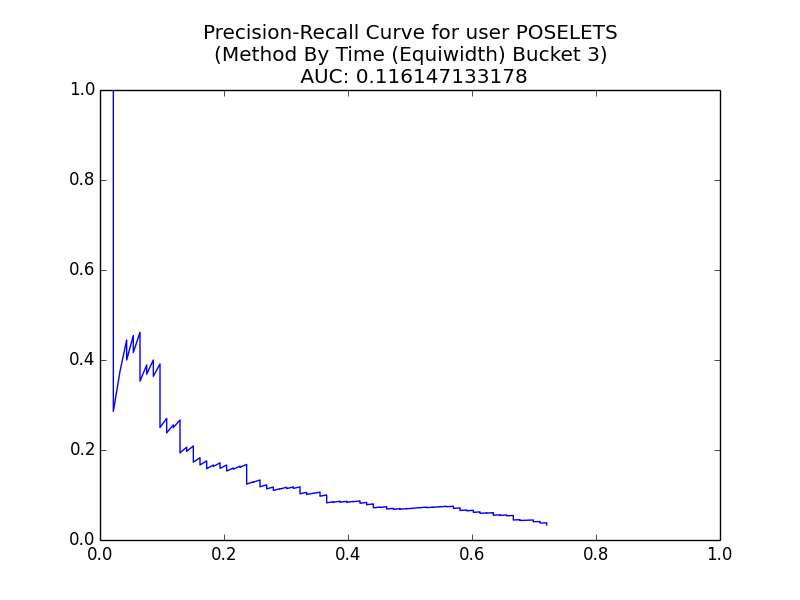 Precision-Recall Curve for user POSELETS
(Method By Time (Equiwidth) Bucket 3)
AUC: 0.116147133178
1.0
0.8
0.6
0.4
0.2
0.0
0.0 0.2 0.4 0.6 0.8 1.0